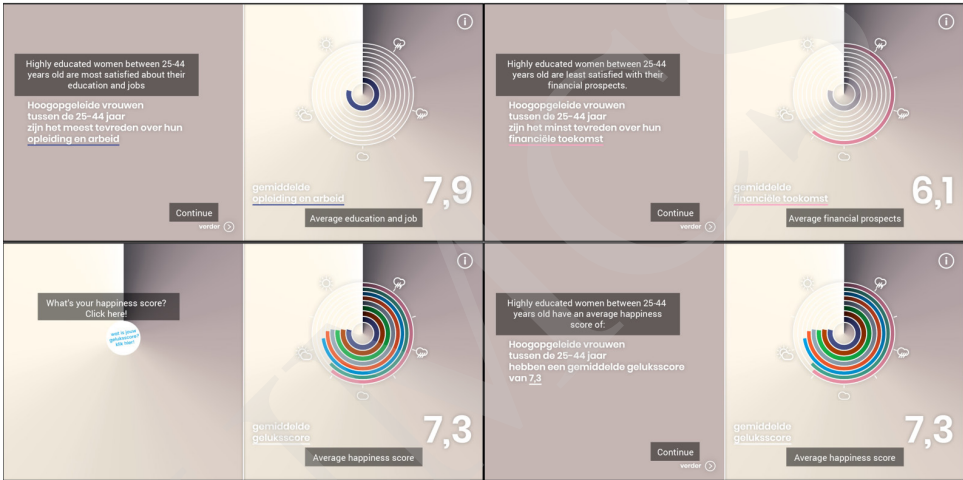 Highly educated women between 25-44
years old are most satisfied about their
education and jobs
Hoogopgeleide vrouwen
tussen de 25-44 jaar
zijn het meest tevreden over hun
opleiding en arbeid
Continue
verder
i
gemiddelde
opleiding en arbeid
7,9
Average education and job
Highly educated women between 25-44
years old are least satisfied with their
financial prospects.
Hoogopgeleide vrouwen
tussen de 25-44 jaar
zijn het minst tevreden over hun
financiële toekomst
Continue
verder
i
gemiddelde
financiële toekomst
6,1
Average financial prospects
What's your happiness score?
Click here!
wat is jouw
geluksscore?
klik hier!
i
gemiddelde
geluksscore
7,3
Average happiness score
Highly educated women between 25-44
years old have an average happiness
score of:
Hoogopgeleide vrouwen
tussen de 25-44 jaar
hebben een gemiddelde geluksscore
van 7,3
Continue
verder
i
gemiddelde
geluksscore
7,3
Average happiness score